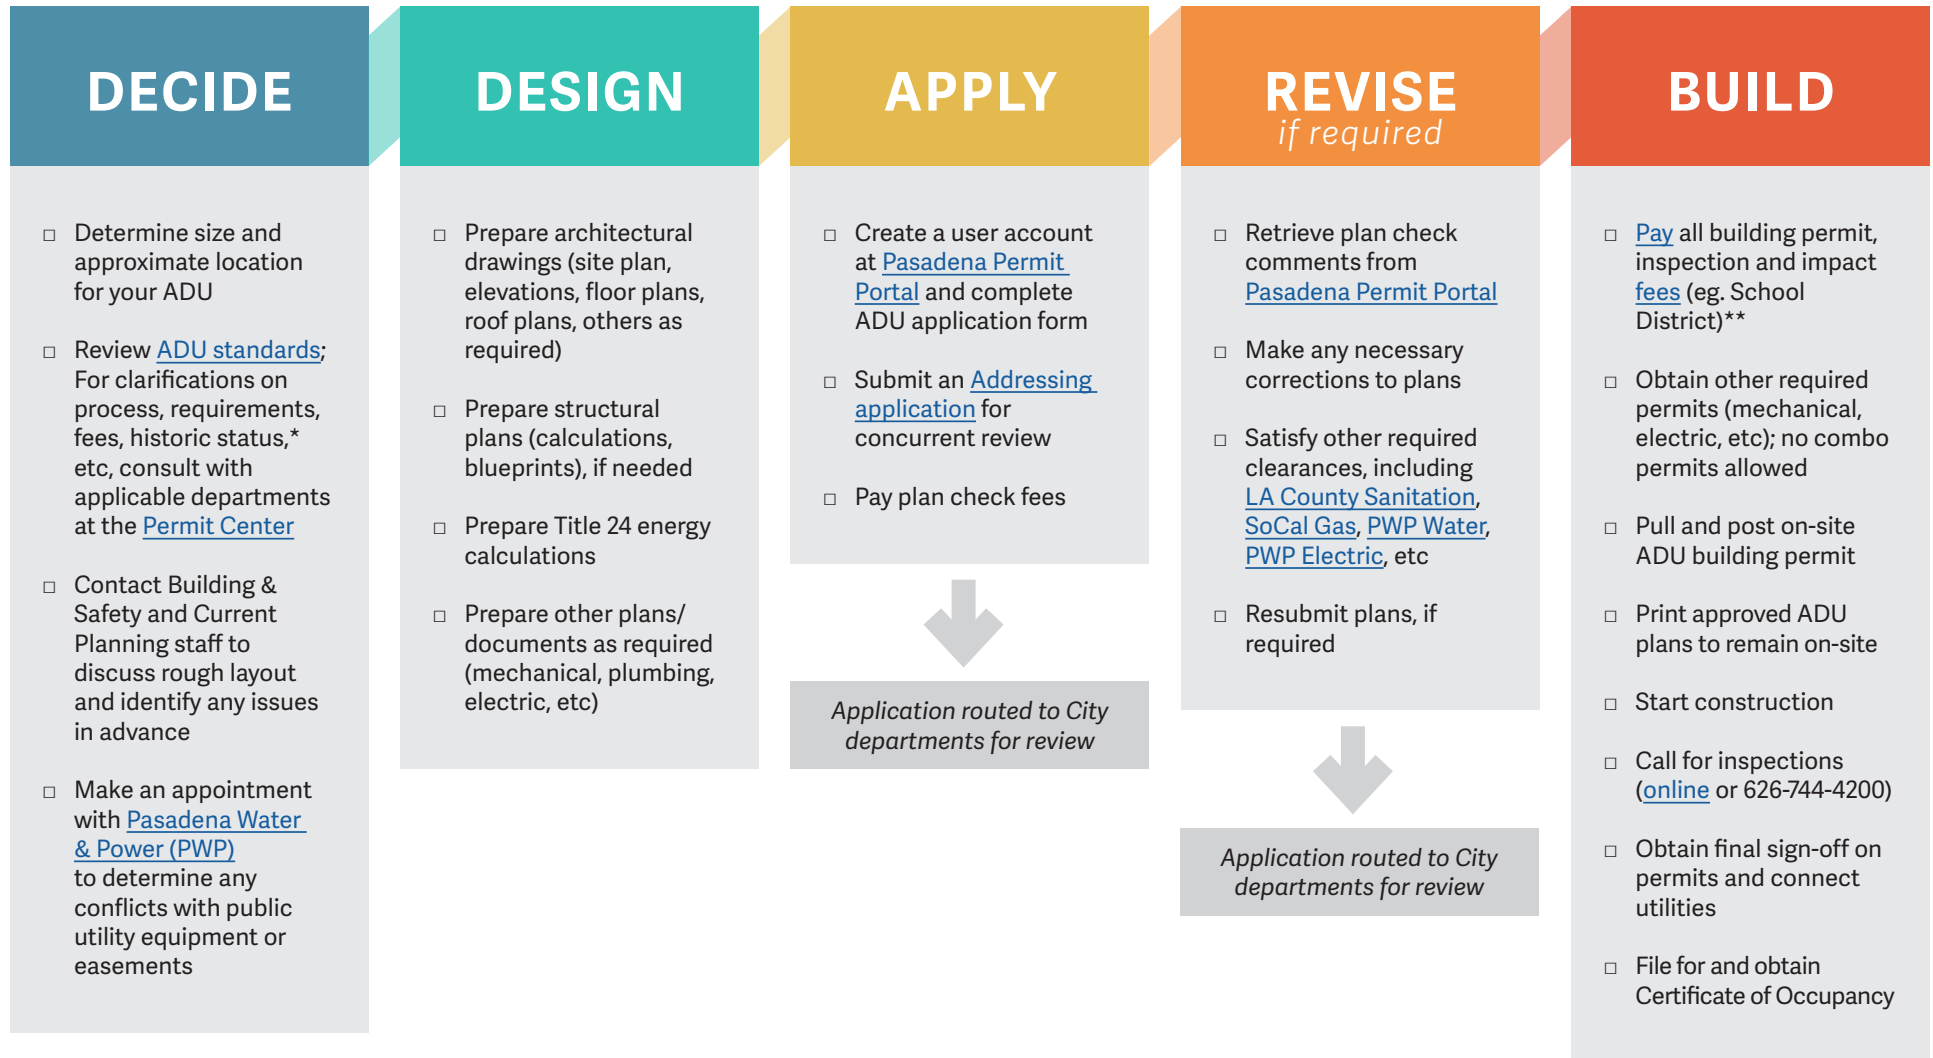 DECIDE
Determine size and
approximate location
for your ADU
Review ADU standards;
For clarifications on
process, requirements,
fees, historic status,*
etc, consult with
applicable departments
at the Permit Center
Contact Building &
Safety and Current
Planning staff to
discuss rough layout
and identify any issues
in advance
Make an appointment
with Pasadena Water
& Power (PWP)
to determine any
conflicts with public
utility equipment or
easements
DESIGN
Prepare architectural
drawings (site plan,
elevations, floor plans,
roof plans, others as
required)
Prepare structural
plans (calculations,
blueprints), if needed
Prepare Title 24 energy
calculations
Prepare other plans/
documents as required
(mechanical, plumbing,
electric, etc)
APPLY
Create a user account
at Pasadena Permit
Portal and complete
ADU application form
Submit an Addressing
application for
concurrent review
Pay plan check fees
Application routed to City
departments for review
REVISE
if required
Retrieve plan check
comments from
Pasadena Permit Portal
Make any necessary
corrections to plans
Satisfy other required
clearances, including
LA County Sanitation,
SoCal Gas, PWP Water,
PWP Electric, etc
Resubmit plans, if
required
Application routed to City
departments for review
BUILD
Pay all building permit,
inspection and impact
fees (eg. School
District)**
Obtain other required
permits (mechanical,
electric, etc); no combo
permits allowed
Pull and post on-site
ADU building permit
Print approved ADU
plans to remain on-site
Start construction
Call for inspections
(online or 626-744-4200)
Obtain final sign-off on
permits and connect
utilities
File for and obtain
Certificate of Occupancy